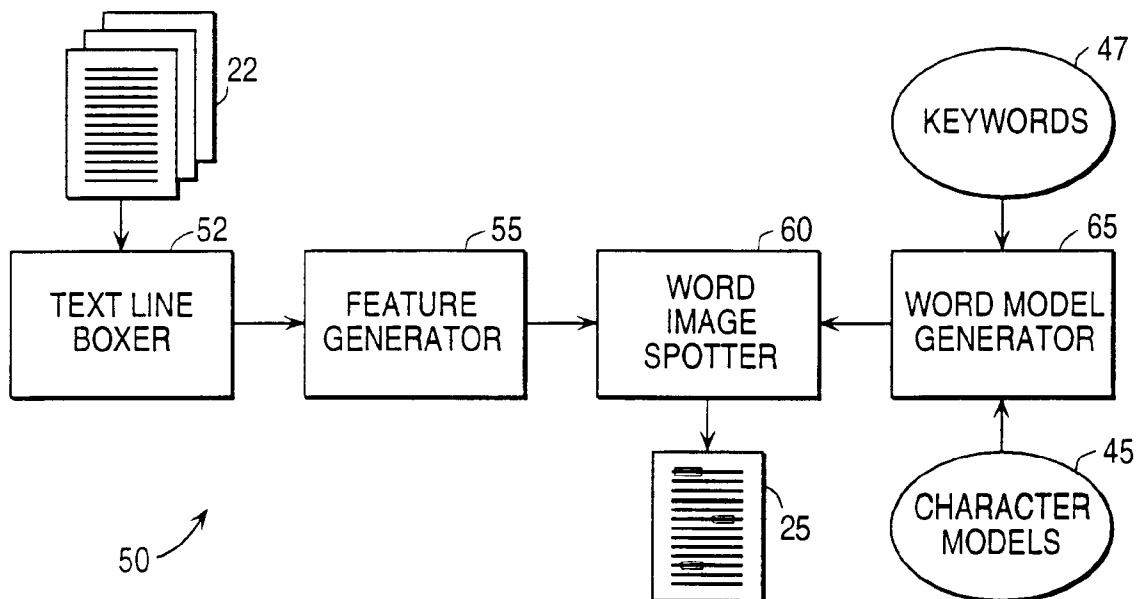 22
47
KEYWORDS
52
55
60
65
TEXT LINE
BOXER
FEATURE
GENERATOR
WORD
IMAGE
SPOTTER
WORD MODEL
GENERATOR
45
25
CHARACTER
MODELS
50